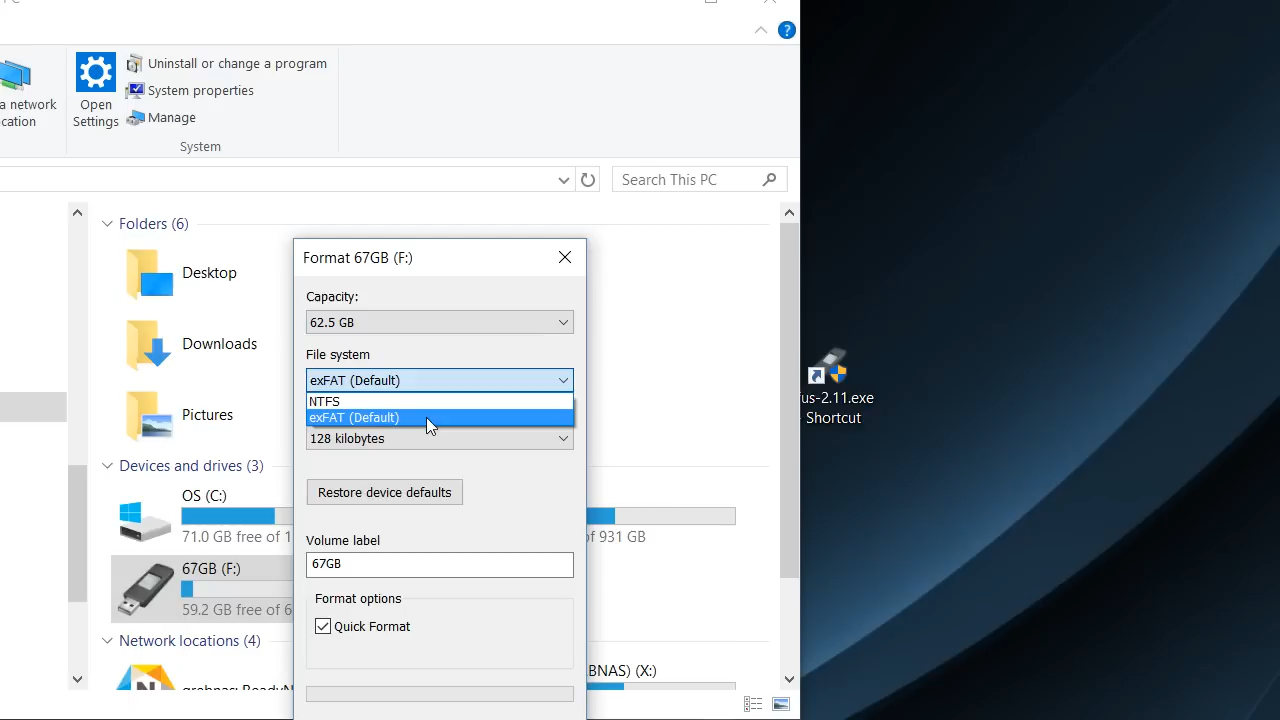 PC
?
a network
cation
Open
Settings
Uninstall or change a program
System properties
Manage
System
Search This PC
Folders (6)
Desktop
Downloads
Pictures
Devices and drives (3)
OS (C:)
71.0 GB free of 1
67GB (F:)
59.2 GB free of 6
of 931 GB
Network locations (4)
BNAS) (X:)
Format 67GB (F:)
Capacity:
62.5 GB
File system
exFAT (Default)
NTFS
exFAT (Default)
128 kilobytes
Restore device defaults
Volume label
67GB
Format options
Quick Format
fus-2.11.exe
Shortcut